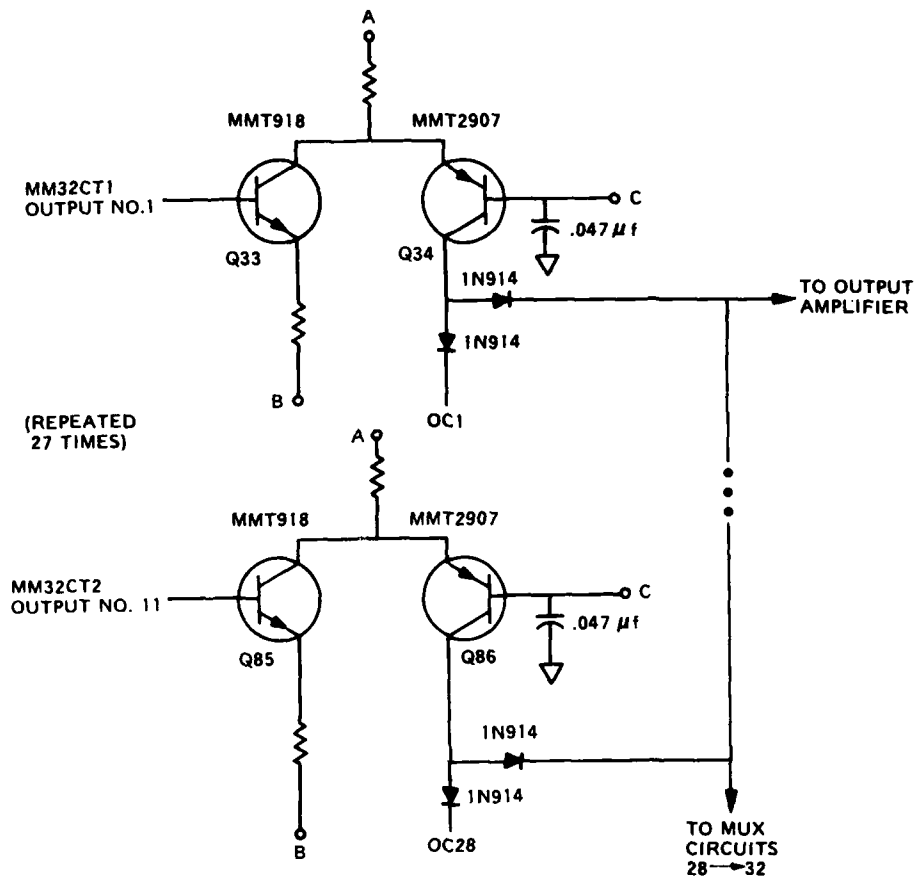 A
MMT918
MMT2907
MM32CT1
OUTPUT NO.1
C
.047 μf
Q33
Q34
1N914
TO OUTPUT
AMPLIFIER
1N914
B
OC1
(REPEATED
27 TIMES)
A
MMT918
MMT2907
MM32CT2
OUTPUT NO. 11
C
.047 μf
Q85
Q86
1N914
1N914
B
OC28
TO MUX
CIRCUITS
28→32